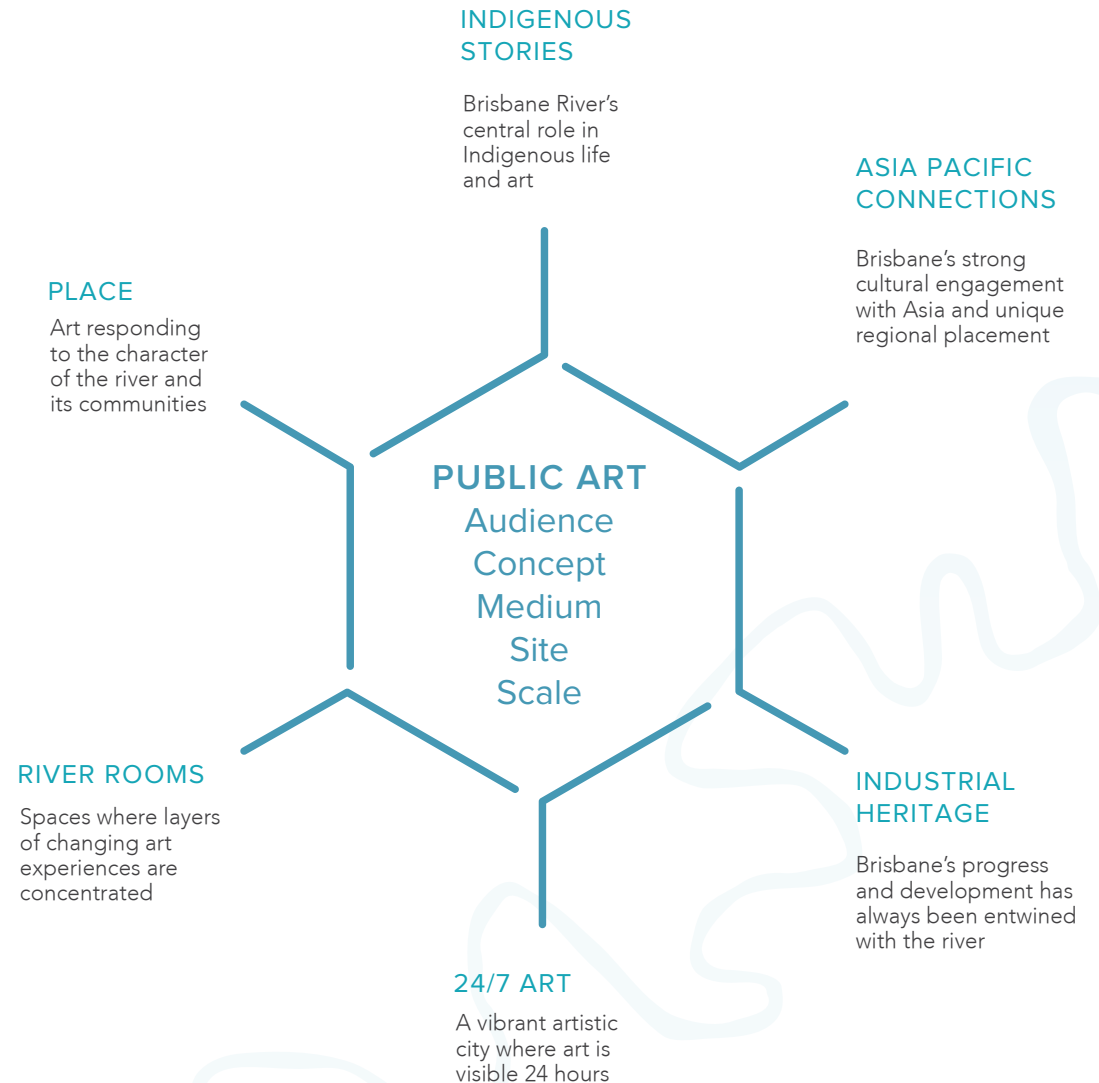 INDIGENOUS
STORIES
Brisbane River’s
central role in
Indigenous life
and art
ASIA PACIFIC
CONNECTIONS
Brisbane’s strong
cultural engagement
with Asia and unique
regional placement
PLACE
Art responding
to the character
of the river and
its communities
PUBLIC ART
Audience
Concept
Medium
Site
Scale
RIVER ROOMS
Spaces where layers
of changing art
experiences are
concentrated
INDUSTRIAL
HERITAGE
Brisbane’s progress
and development has
always been entwined
with the river
24/7 ART
A vibrant artistic
city where art is
visible 24 hours